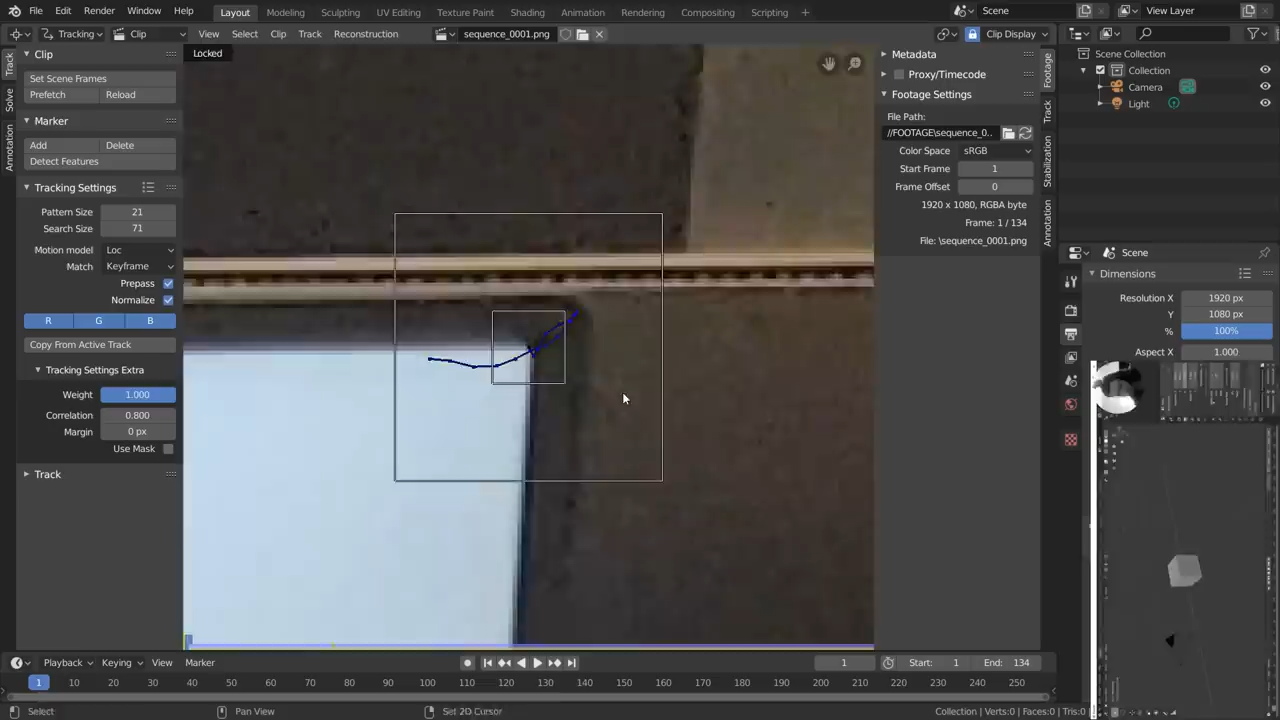 File Edit Render Window Help Layout Modeling Sculpting UV Editing Texture Paint Shading Animation Rendering Compositing Scripting Scene View Layer
Tracking Clip View Select Clip Track Reconstruction sequence_0001.png Clip Display
Track
Solve
Annotation
Clip
Set Scene Frames
Prefetch Reload
Marker
Add Delete
Detect Features
Tracking Settings
Pattern Size 21
Search Size 71
Motion model Loc
Match Keyframe
Prepass
Normalize
R G B
Copy From Active Track
Tracking Settings Extra
Weight 1.000
Correlation 0.800
Margin 0 px
Use Mask
Track
Locked
Metadata
Proxy/Timecode
Footage Settings
File Path:
//FOOTAGE\sequence_0..
Color Space sRGB
Start Frame 1
Frame Offset 0
1920 x 1080, RGBA byte
Frame: 1 / 134
File: \sequence_0001.png
Footage
Track
Stabilization
Annotation
Scene Collection
Collection
Camera
Light
Scene
Dimensions
Resolution X 1920 px
Y 1080 px
% 100%
Aspect X 1.000
Playback Keying View Marker 1 Start: 1 End: 134
1 10 20 30 40 50 60 70 80 90 100 110 120 130 140 150 160 170 180 190 200 210 220 230 240 250
Select Pan View Set 2D Cursor Collection | Verts:0 | Faces:0 | Tris:0